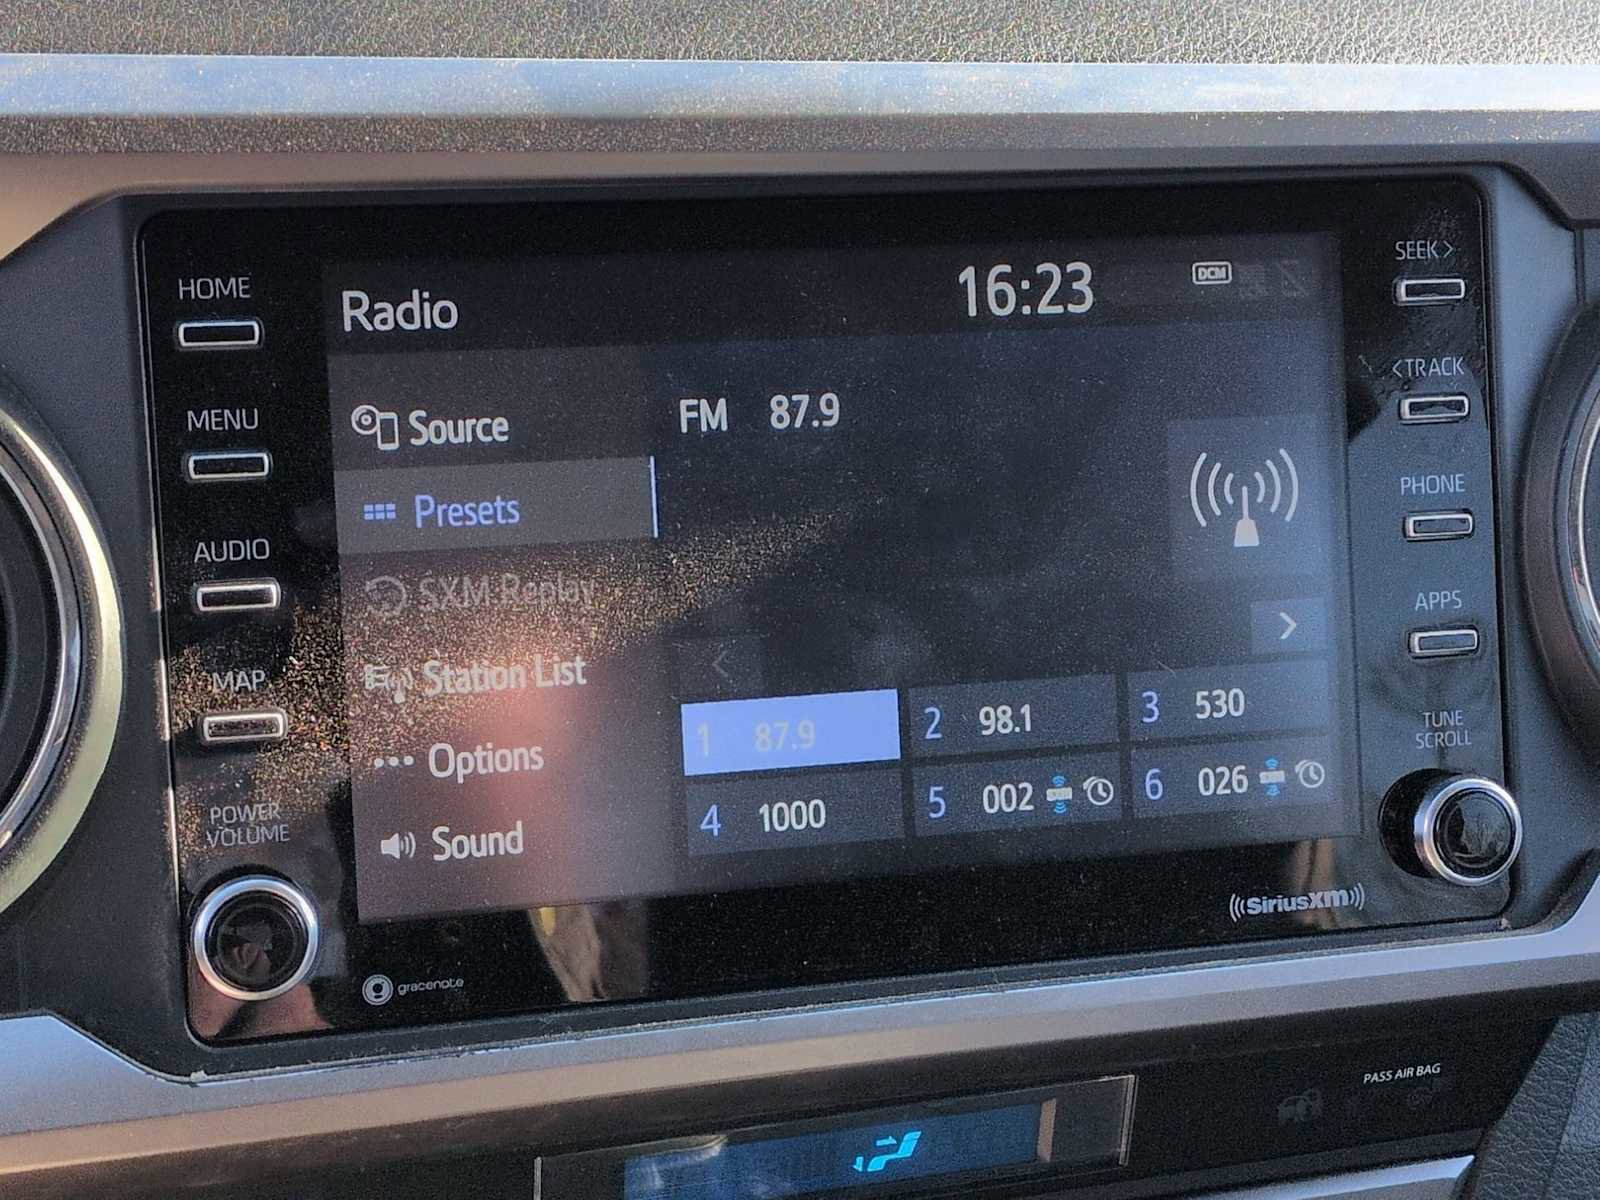 HOME
MENU
AUDIO
MAP
POWER
VOLUME
Radio
16:23
DCM
Source
Presets
SXM Replay
Station List
Options
Sound
FM 87.9
1 87.9
2 98.1
3 530
4 1000
5 002
6 026
SEEK >
< TRACK
PHONE
APPS
TUNE
SCROLL
gracenote
SiriusXM
PASS AIR BAG